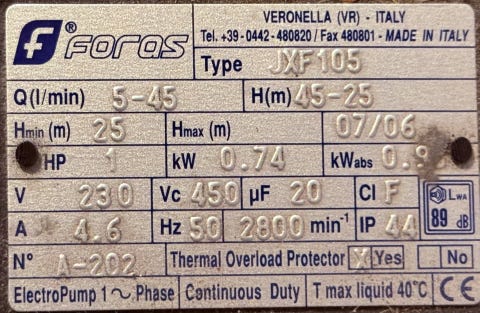 VERONELLA (VR) - ITALY
Foras® Tel. +39-0442-480820 / Fax 480801 - MADE IN ITALY
Type JXF105
Q(l/min) 5-45 H(m) 45-25
Hmin (m) 25 Hmax (m) 07/06
HP 1 kW 0.74 kWabs
V 230 Vc 450 µF 20 Cl F LWA
A 4.6 Hz 50 2800 min-1 IP 44 89 dB
N° A-202 Thermal Overload Protector X Yes No
ElectroPump 1 ~ Phase Continuous Duty T max liquid 40°C CE